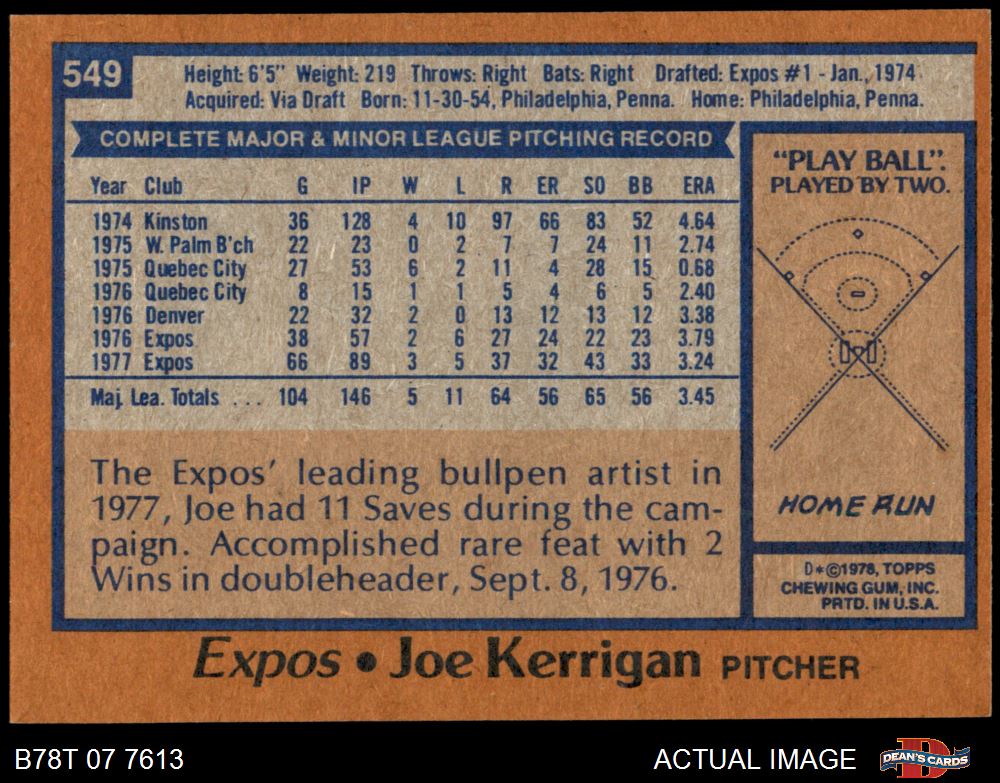 549
Height: 6'5" Weight: 219 Throws: Right Bats: Right Drafted: Expos #1 - Jan., 1974
Acquired: Via Draft Born: 11-30-54, Philadelphia, Penna. Home: Philadelphia, Penna.
COMPLETE MAJOR & MINOR LEAGUE PITCHING RECORD
Year Club G IP W L R ER SO BB ERA
1974 Kinston 36 128 4 10 97 66 83 52 4.64
1975 W. Palm B'ch 22 23 0 2 7 7 24 11 2.74
1975 Quebec City 27 53 6 2 11 4 28 15 0.68
1976 Quebec City 8 15 1 1 5 4 6 5 2.40
1976 Denver 22 32 2 0 13 12 13 12 3.38
1976 Expos 38 57 2 6 27 24 22 23 3.79
1977 Expos 66 89 3 5 37 32 43 33 3.24
Maj. Lea. Totals ... 104 146 5 11 64 56 65 56 3.45
The Expos' leading bullpen artist in
1977, Joe had 11 Saves during the cam-
paign. Accomplished rare feat with 2
Wins in doubleheader, Sept. 8, 1976.
"PLAY BALL".
PLAYED BY TWO.
HOME RUN
D*©1978, TOPPS
CHEWING GUM, INC.
PRTD. IN U.S.A.
Expos • Joe Kerrigan PITCHER
B78T 07 7613
ACTUAL IMAGE
D
DEAN'S CARDS